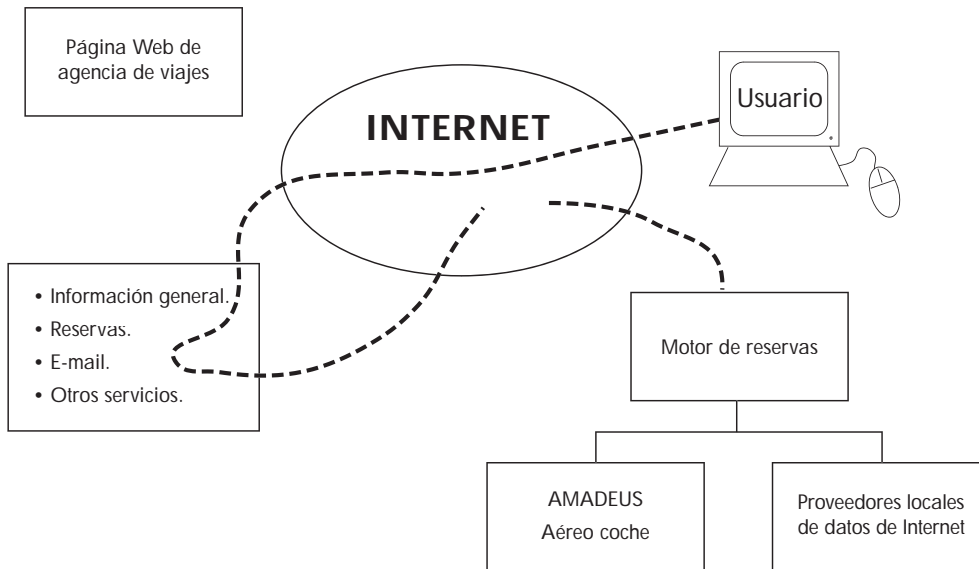 Página Web de
agencia de viajes
INTERNET
Usuario
• Información general.
• Reservas.
• E-mail.
• Otros servicios.
Motor de reservas
AMADEUS
Aéreo coche
Proveedores locales
de datos de Internet